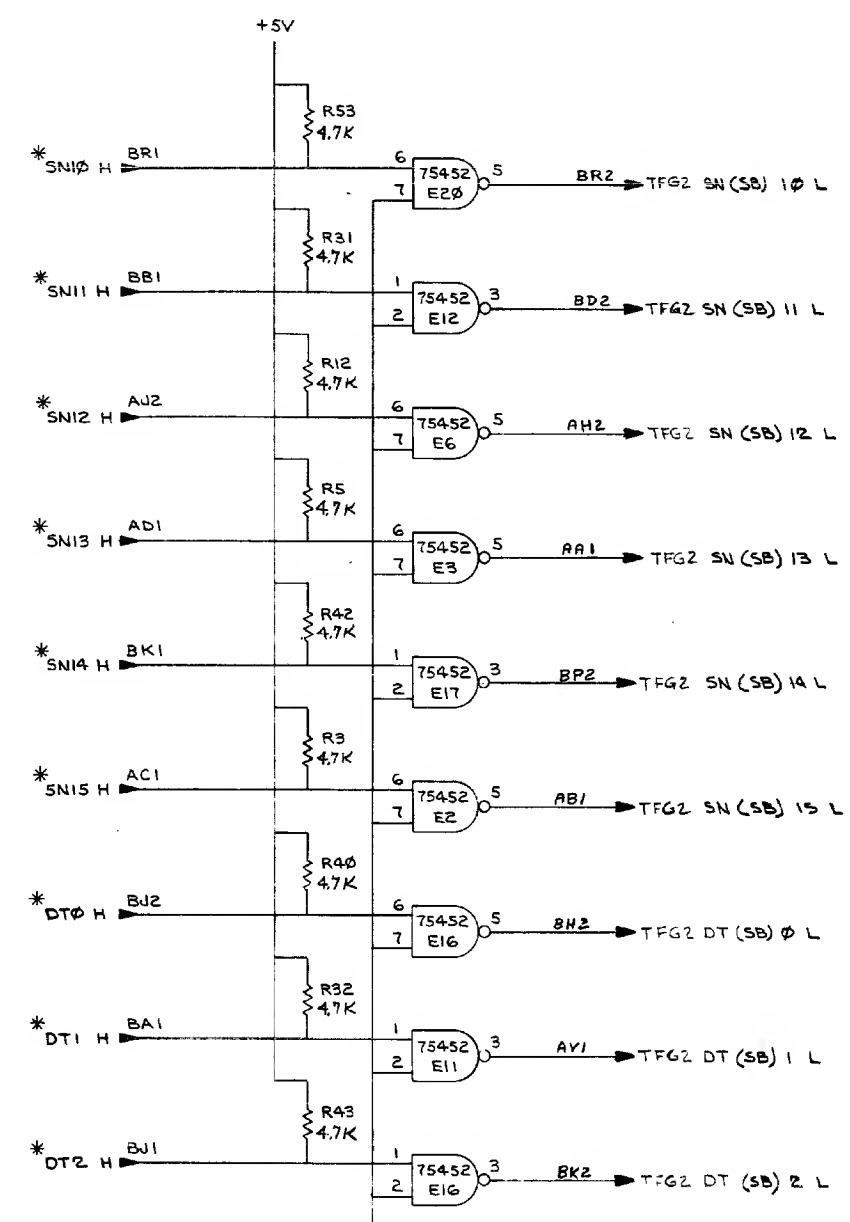 +5V
R53
4.7K
*SN1Ø H BR1 6 7 75452 E2Ø 5 BR2 TFG2 SN (SB) 1Ø L
R31
4.7K
*SN11 H BB1 1 2 75452 E12 3 BD2 TFG2 SN (SB) 11 L
R12
4.7K
*SN12 H AJ2 6 7 75452 E6 5 AH2 TFG2 SN (SB) 12 L
R5
4.7K
*SN13 H AD1 6 7 75452 E3 5 AA1 TFG2 SN (SB) 13 L
R42
4.7K
*SN14 H BK1 1 2 75452 E17 3 BP2 TFG2 SN (SB) 14 L
R3
4.7K
*SN15 H AC1 6 7 75452 E2 5 AB1 TFG2 SN (SB) 15 L
R4Ø
4.7K
*DTØ H BJ2 6 7 75452 E16 5 BH2 TFG2 DT (SB) Ø L
R32
4.7K
*DT1 H BA1 1 2 75452 E11 3 AV1 TFG2 DT (SB) 1 L
R43
4.7K
*DT2 H BJ1 1 2 75452 E16 3 BK2 TFG2 DT (SB) 2 L